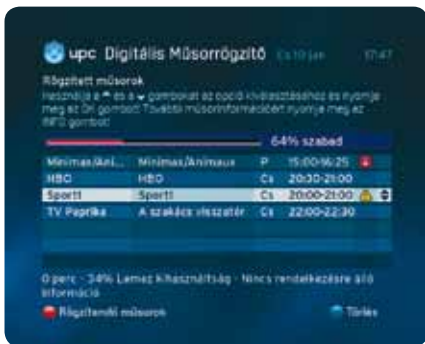 upc Digitális Műsorrögzítő Cs 10 jan 17:47
Rögzített műsorok
Használja a és a gombokat az opció kiválasztásához és nyomja
meg az OK gombot! További műsorinformációért nyomja meg az
INFO gombot!
64% szabad
Minimax/Ani... Minimax/Animaux P 15:00-16:25
HBO HBO Cs 20:30-21:00
Sport1 Sport1 Cs 20:00-21:00
TV Paprika A szakács visszatér Cs 22:00-22:30
0 perc - 34% Lemez kihasználtság - Nincs rendelkezésre álló
információ
Rögzítendő műsorok Törlés